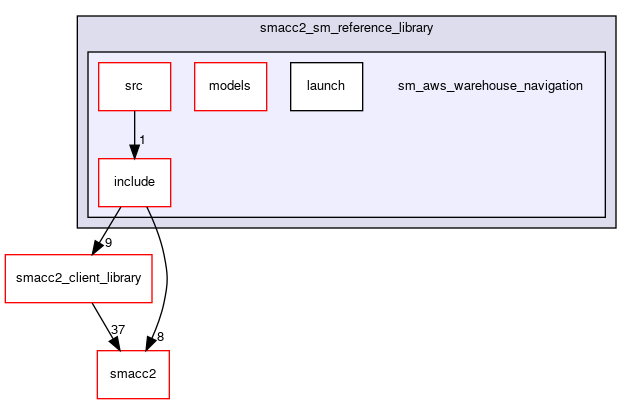 smacc2_sm_reference_library
src
models
launch
sm_aws_warehouse_navigation
1
include
9
smacc2_client_library
37
8
smacc2